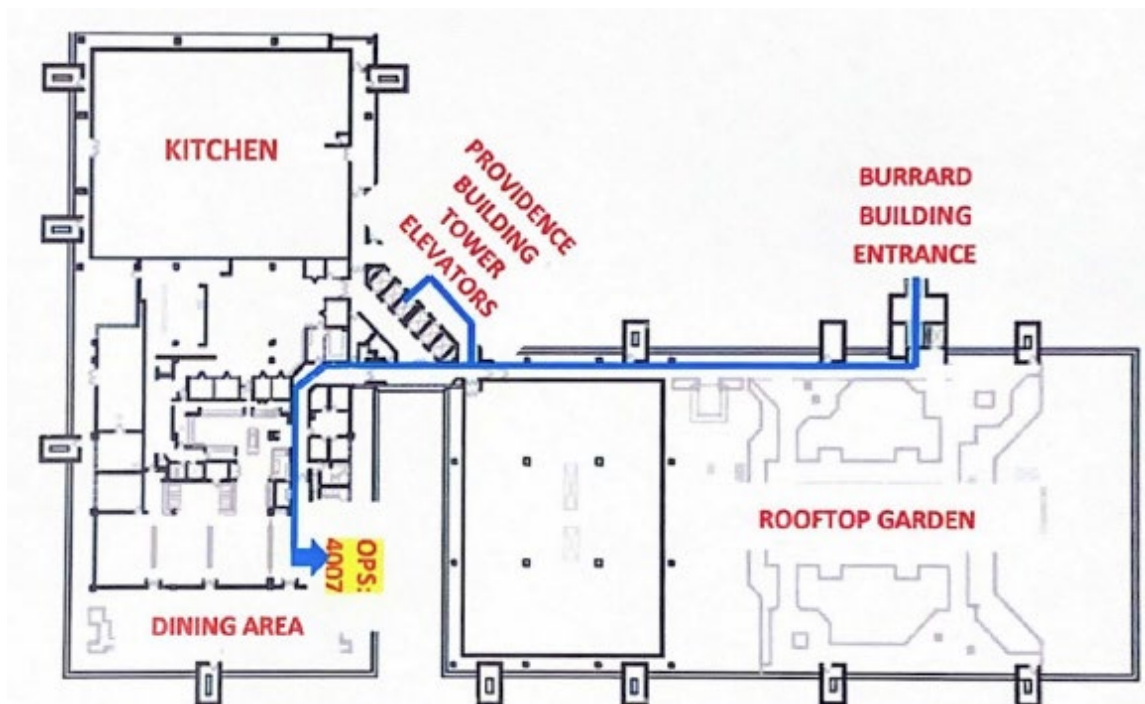 KITCHEN
PROVIDENCE
BUILDING
TOWER
ELEVATORS
BURRARD
BUILDING
ENTRANCE
ROOFTOP GARDEN
OPS:
4007
DINING AREA